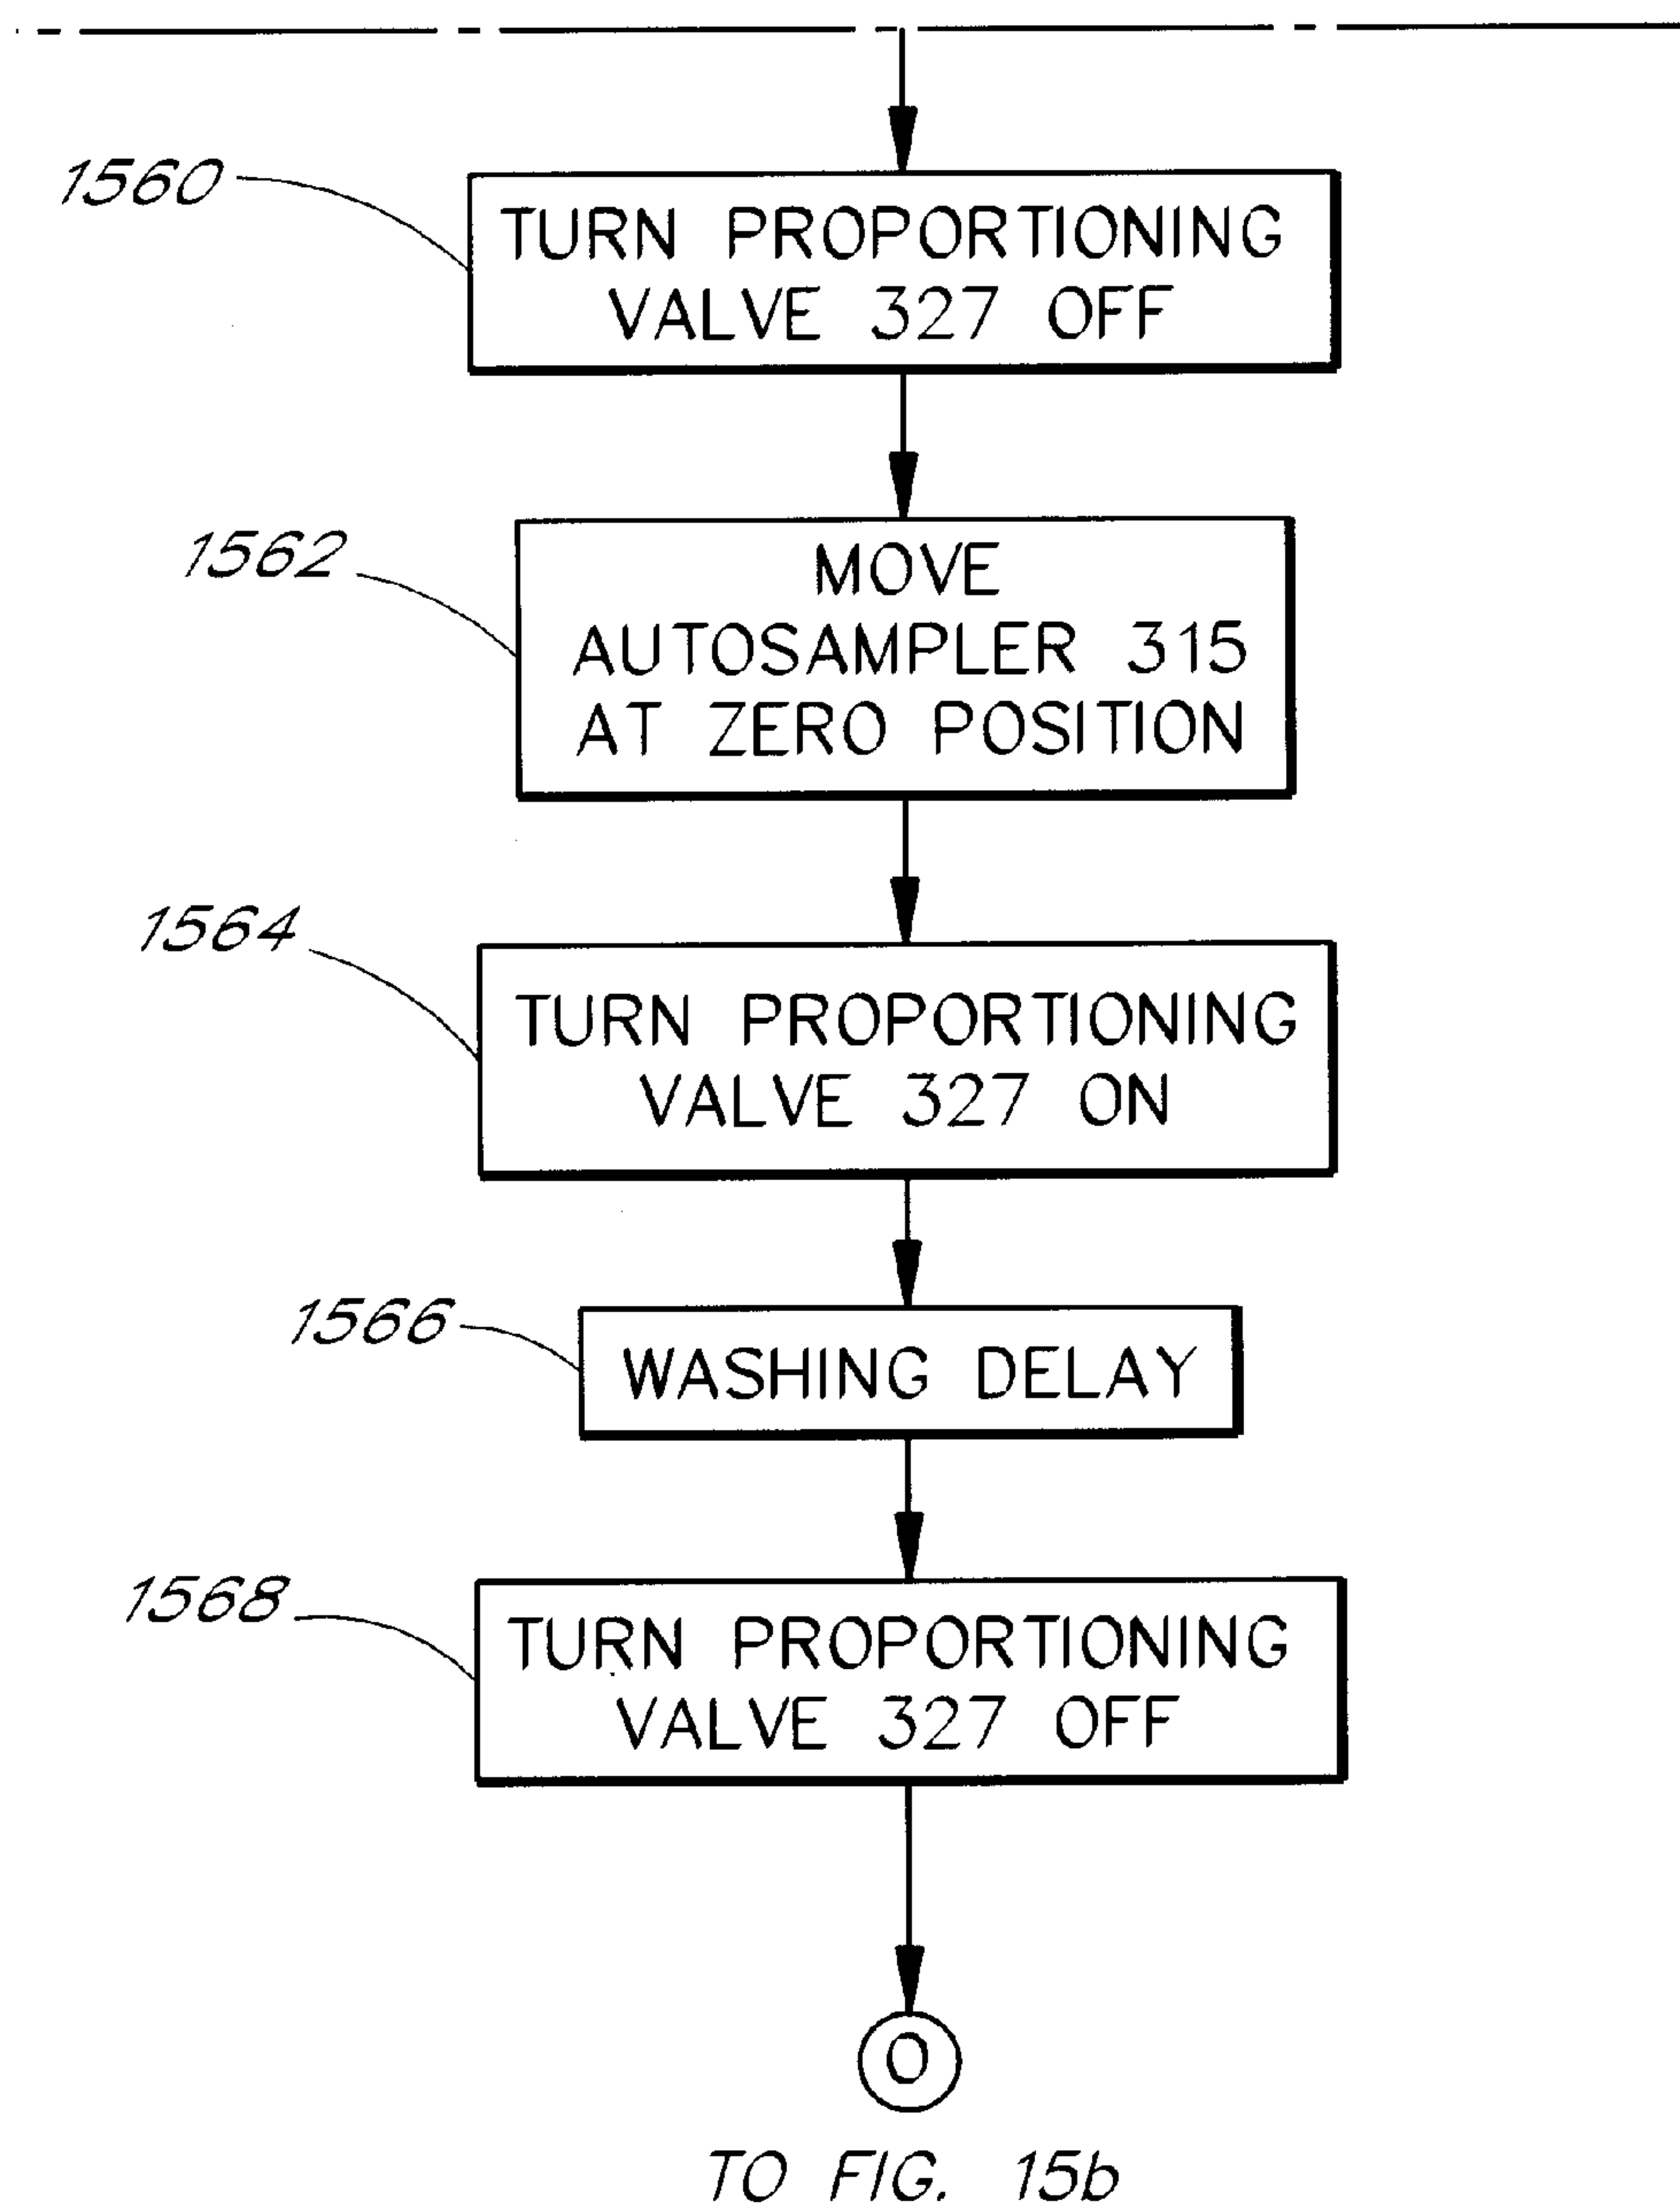 1560
TURN PROPORTIONING
VALVE 327 OFF
1562
MOVE
AUTOSAMPLER 315
AT ZERO POSITION
1564
TURN PROPORTIONING
VALVE 327 ON
1566
WASHING DELAY
1568
TURN PROPORTIONING
VALVE 327 OFF
O
TO FIG. 15b